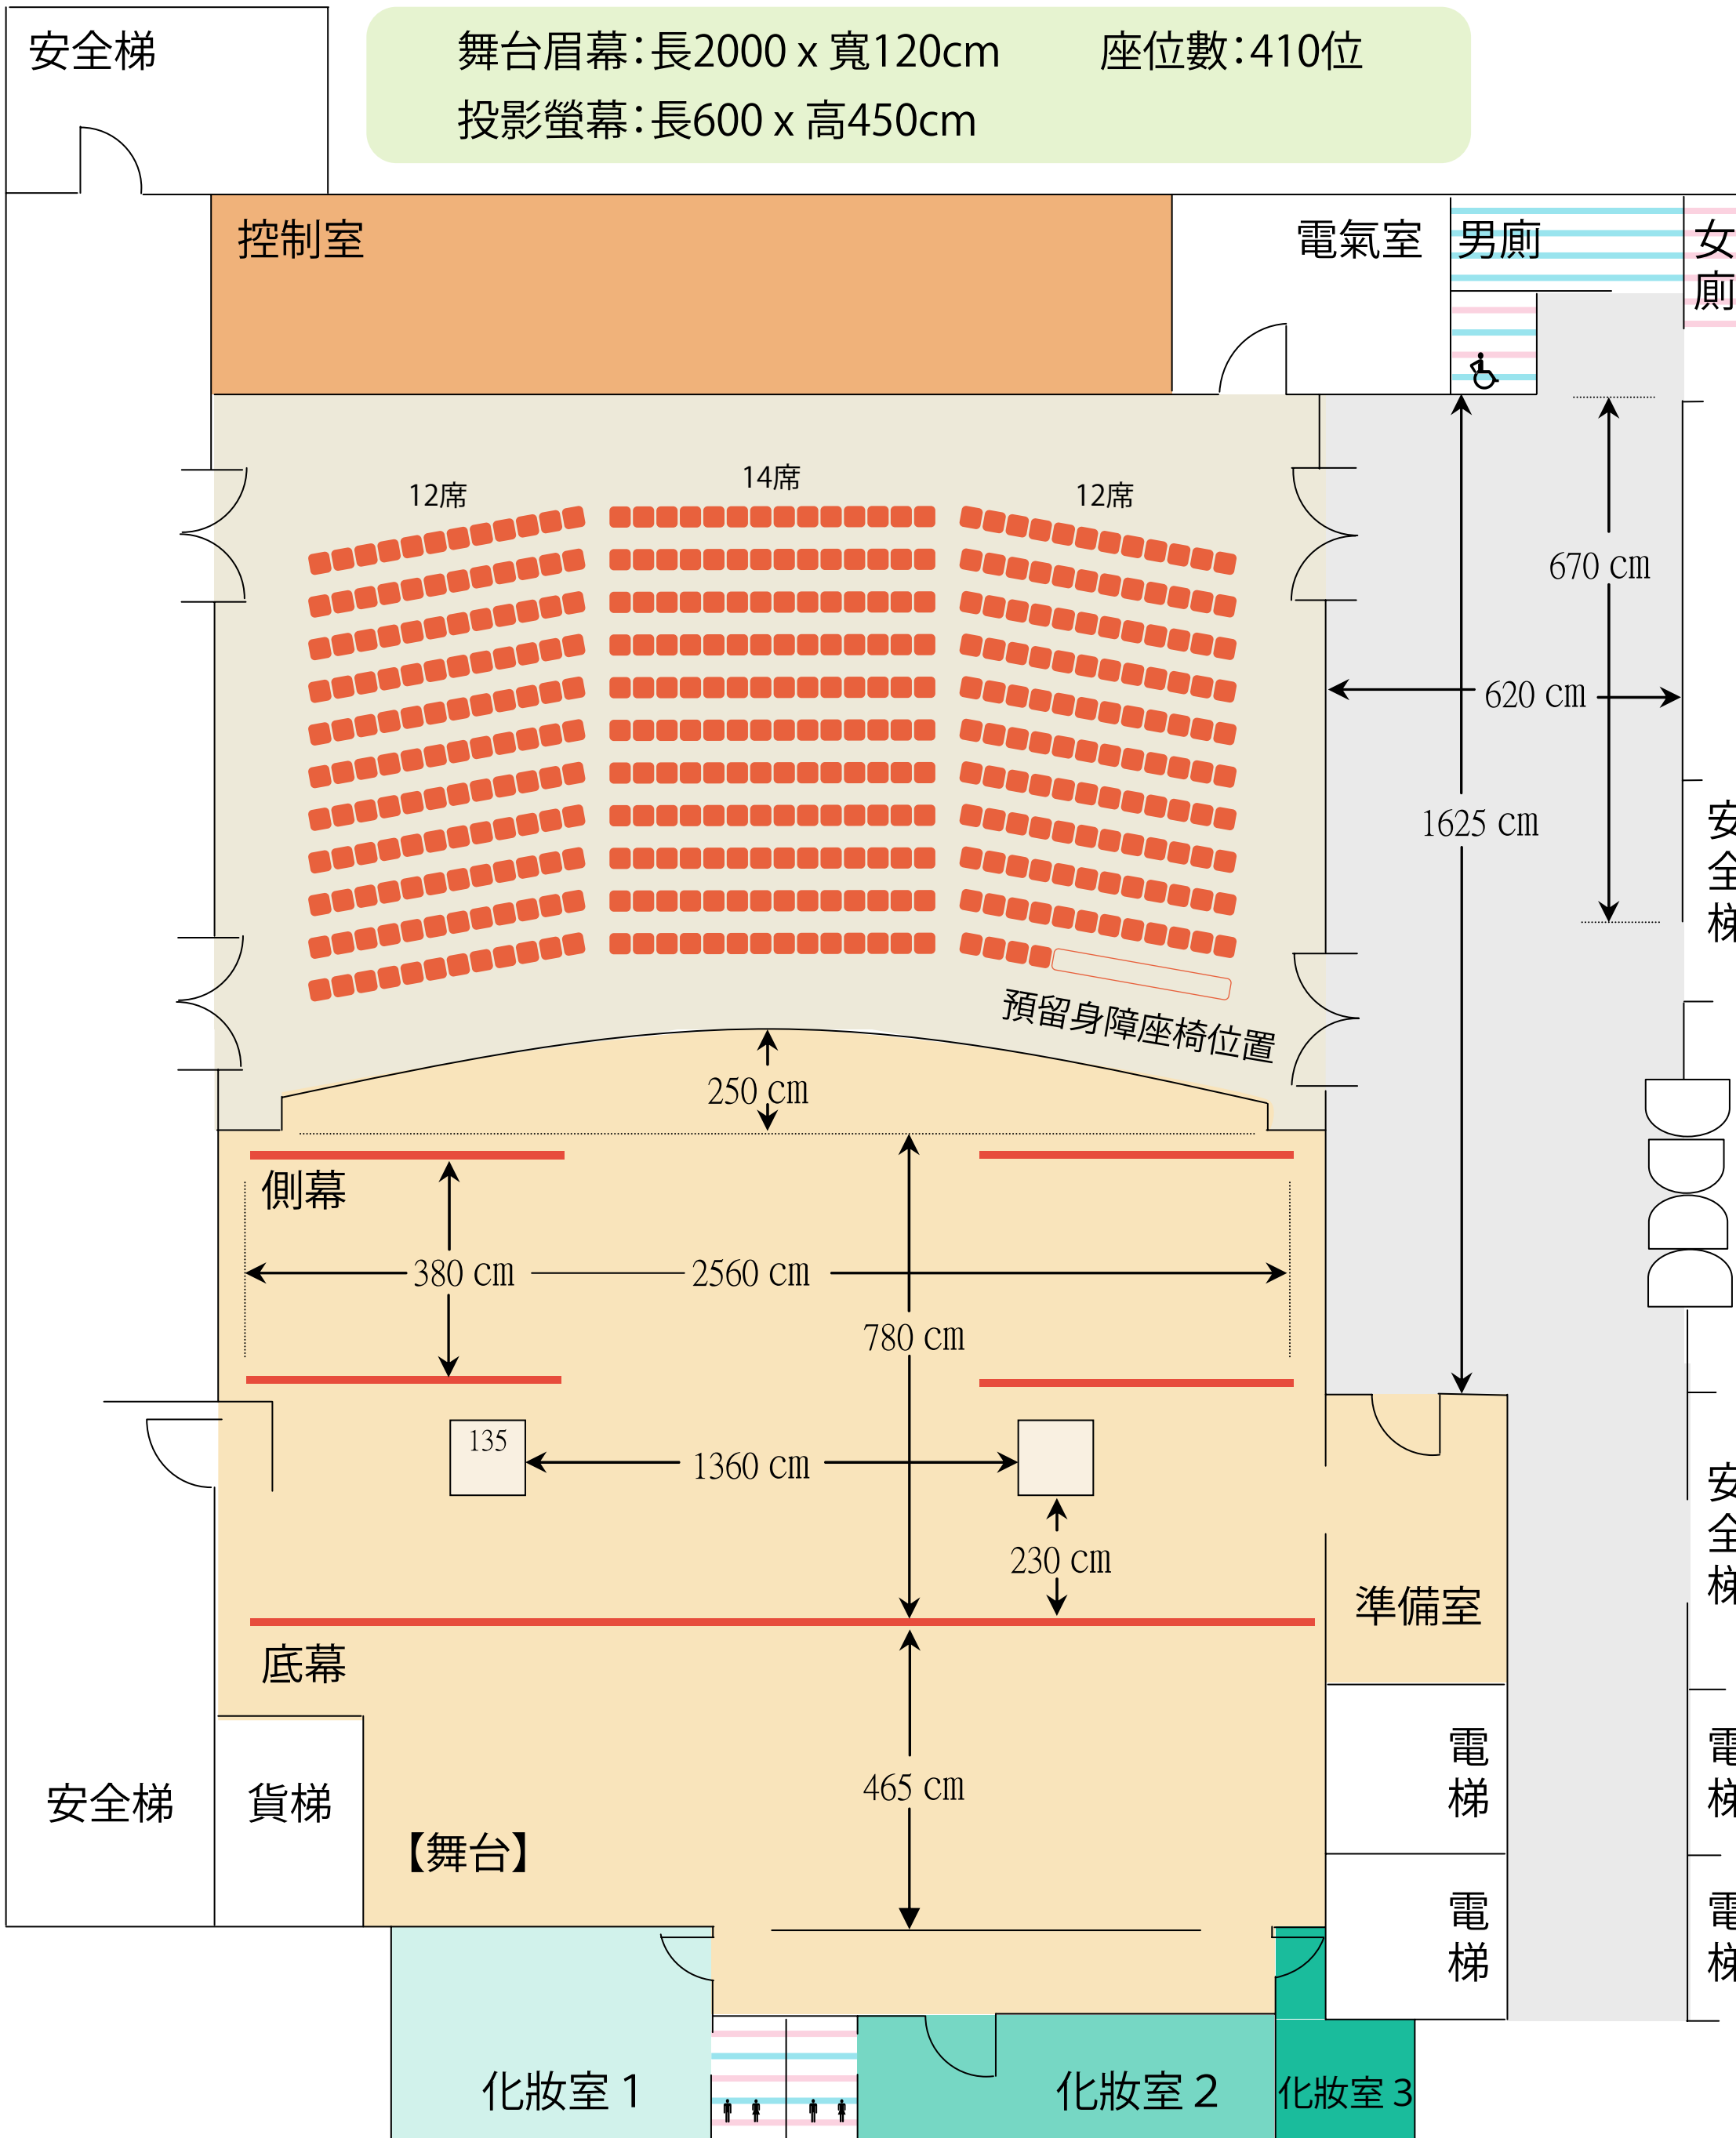 安全梯
舞台眉幕：長2000 x 寬120cm
座位數：410位
投影螢幕：長600 x 高450cm
控制室
電氣室
男廁
女廁
12席
14席
12席
670 cm
620 cm
1625 cm
安全梯
預留身障座椅位置
250 cm
側幕
380 cm
2560 cm
780 cm
135
1360 cm
230 cm
安全梯
準備室
底幕
電梯
電梯
465 cm
安全梯
貨梯
【舞台】
電梯
電梯
化妝室 1
化妝室 2
化妝室 3